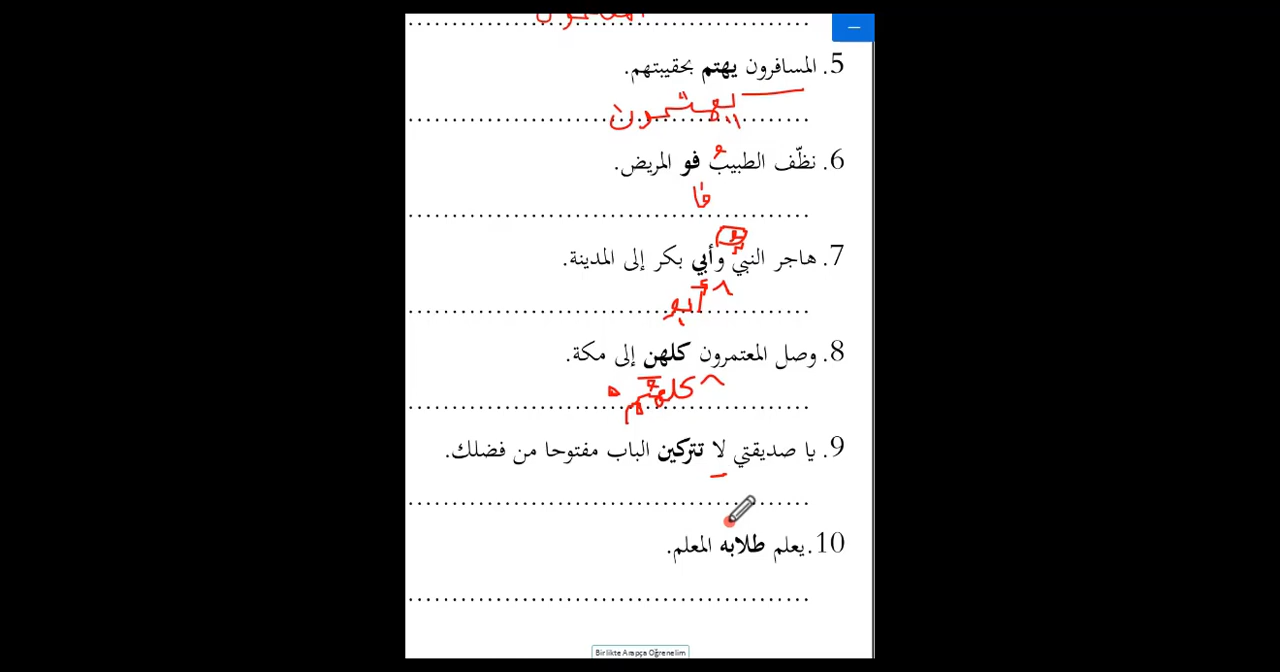 5. المسافرون يهتم بحقيبتهم.
يهتمون
6. نظّف الطبيبُ فو المريض.
فا
7. هاجر النبي وأبي بكر إلى المدينة.
أبو
8. وصل المعتمرون كلهن إلى مكة.
كلهم
9. يا صديقتي لا تتركين الباب مفتوحا من فضلك.
10. يعلم طلابه المعلم.
Birlikte Arapça Öğrenelim